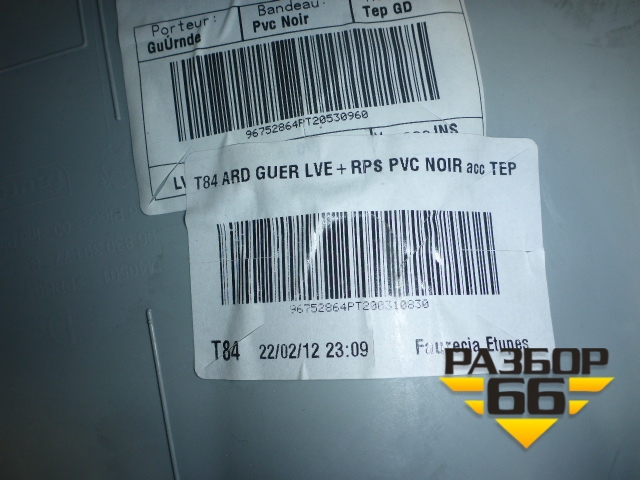 Porteur: Bandeau:
GuÜrnde Pvc Noir Tep GD
96752864PT20530960
INS
LV
T84 ARD GUER LVE + RPS PVC NOIR acc TEP
96752864PT200310830
T84 22/02/12 23:09 Faurecia Etupes
РАЗБОР
66